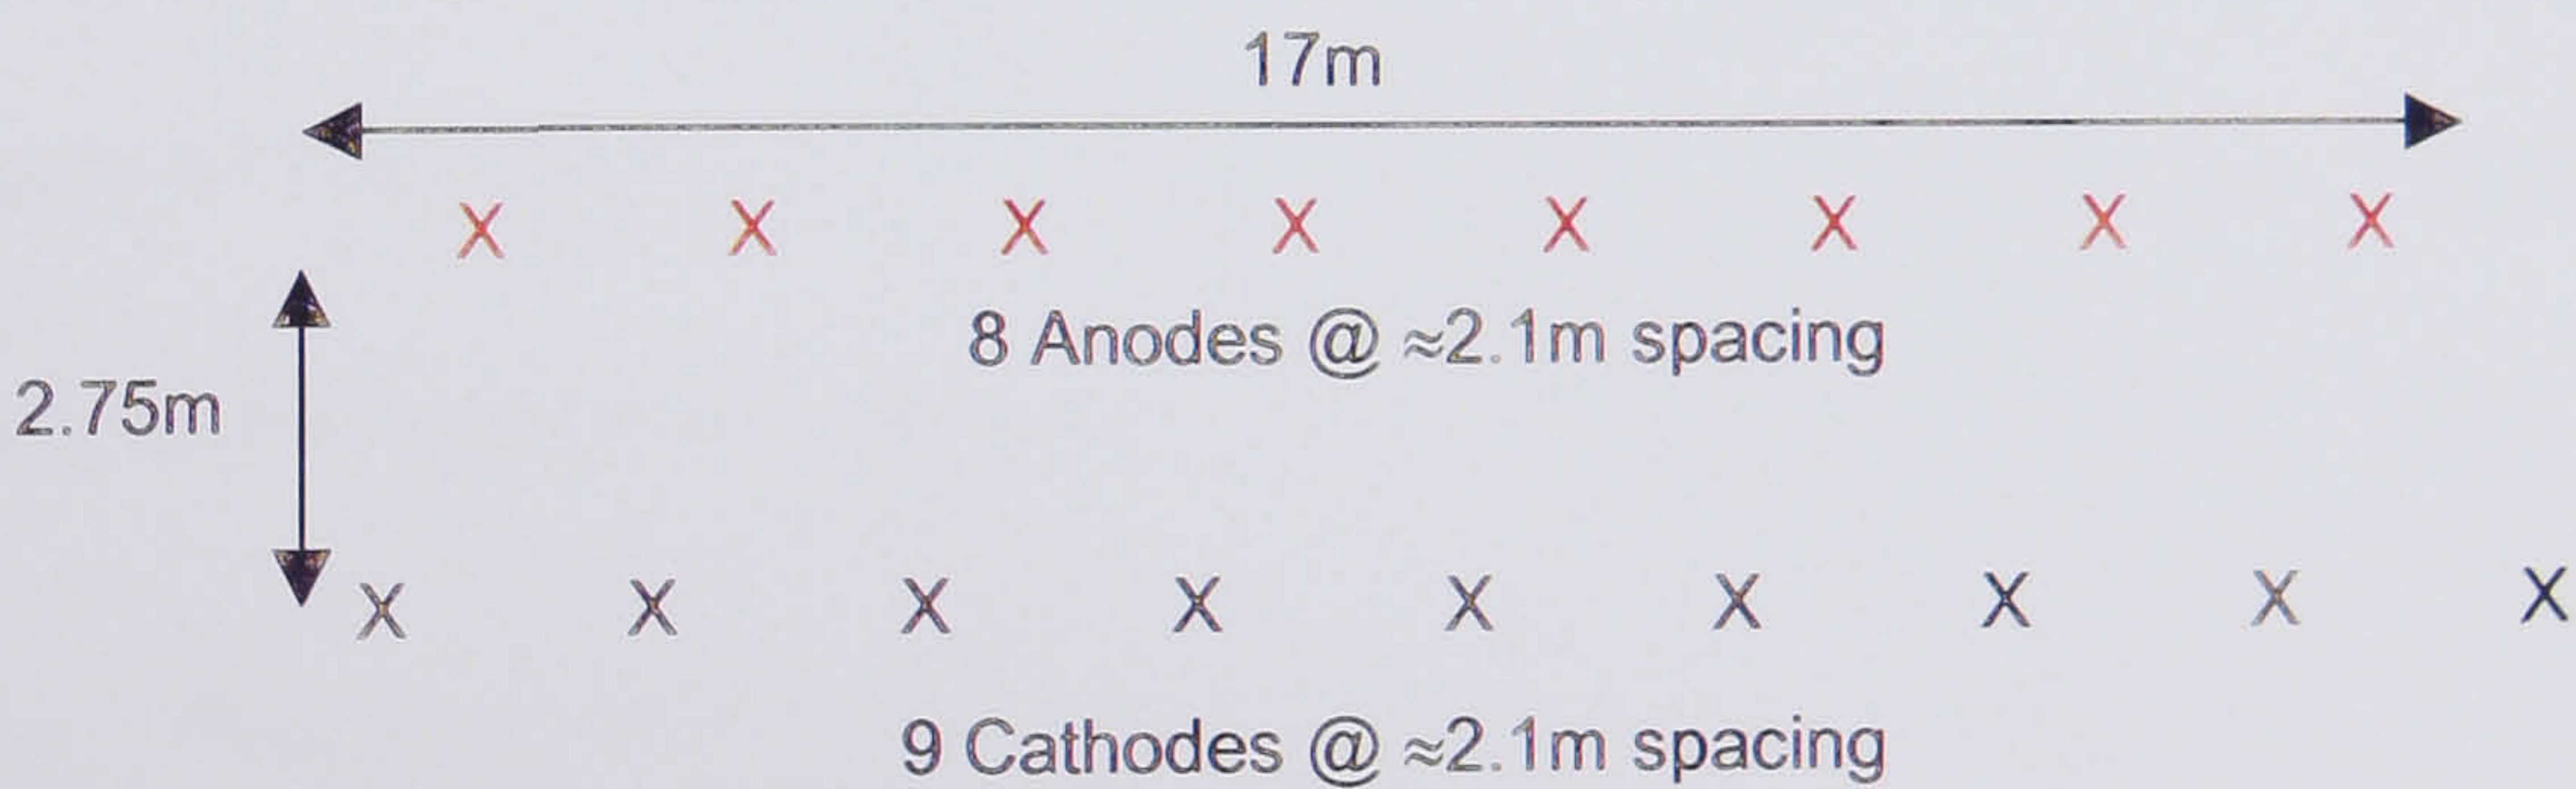 17m
X X X X X X X X
8 Anodes @ ≈2.1m spacing
2.75m
X X X X X X X X X
9 Cathodes @ ≈2.1m spacing